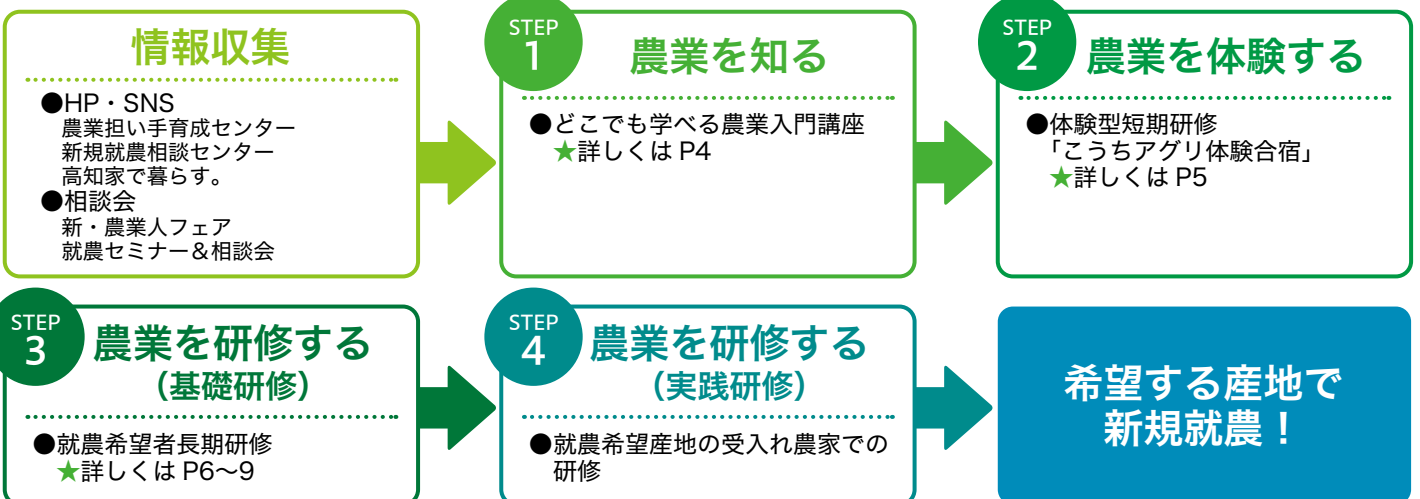 情報収集
●HP・SNS
農業担い手育成センター
新規就農相談センター
高知家で暮らす。
●相談会
新・農業人フェア
就農セミナー&相談会
STEP
1
農業を知る
●どこでも学べる農業入門講座
★詳しくは P4
STEP
2
農業を体験する
●体験型短期研修
「こうちアグリ体験合宿」
★詳しくは P5
STEP
3
農業を研修する
（基礎研修）
●就農希望者長期研修
★詳しくは P6〜9
STEP
4
農業を研修する
（実践研修）
●就農希望産地の受入れ農家での
研修
希望する産地で
新規就農！